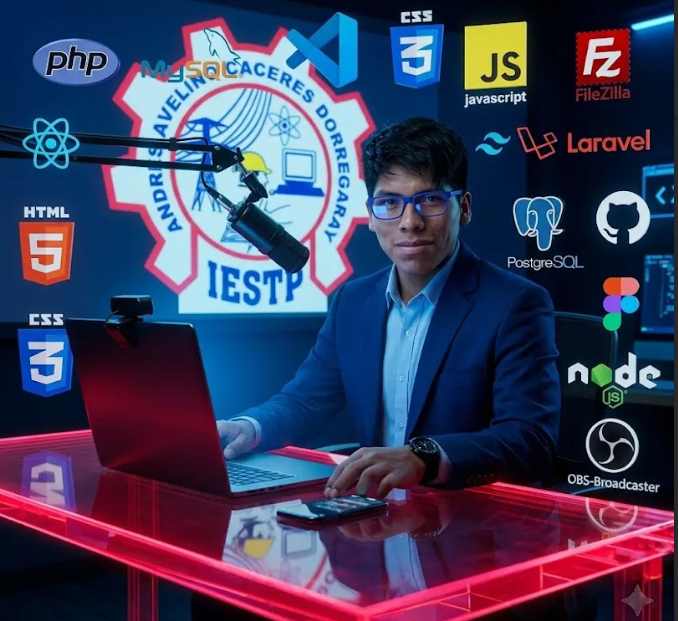 php
MySQL
CSS
3
JS
javascript
Fz
FileZilla
ANDRES AVELINO CACERES DORREGARAY
IESTP
Laravel
HTML
5
PostgreSQL
CSS
3
node
JS
OBS-Broadcaster